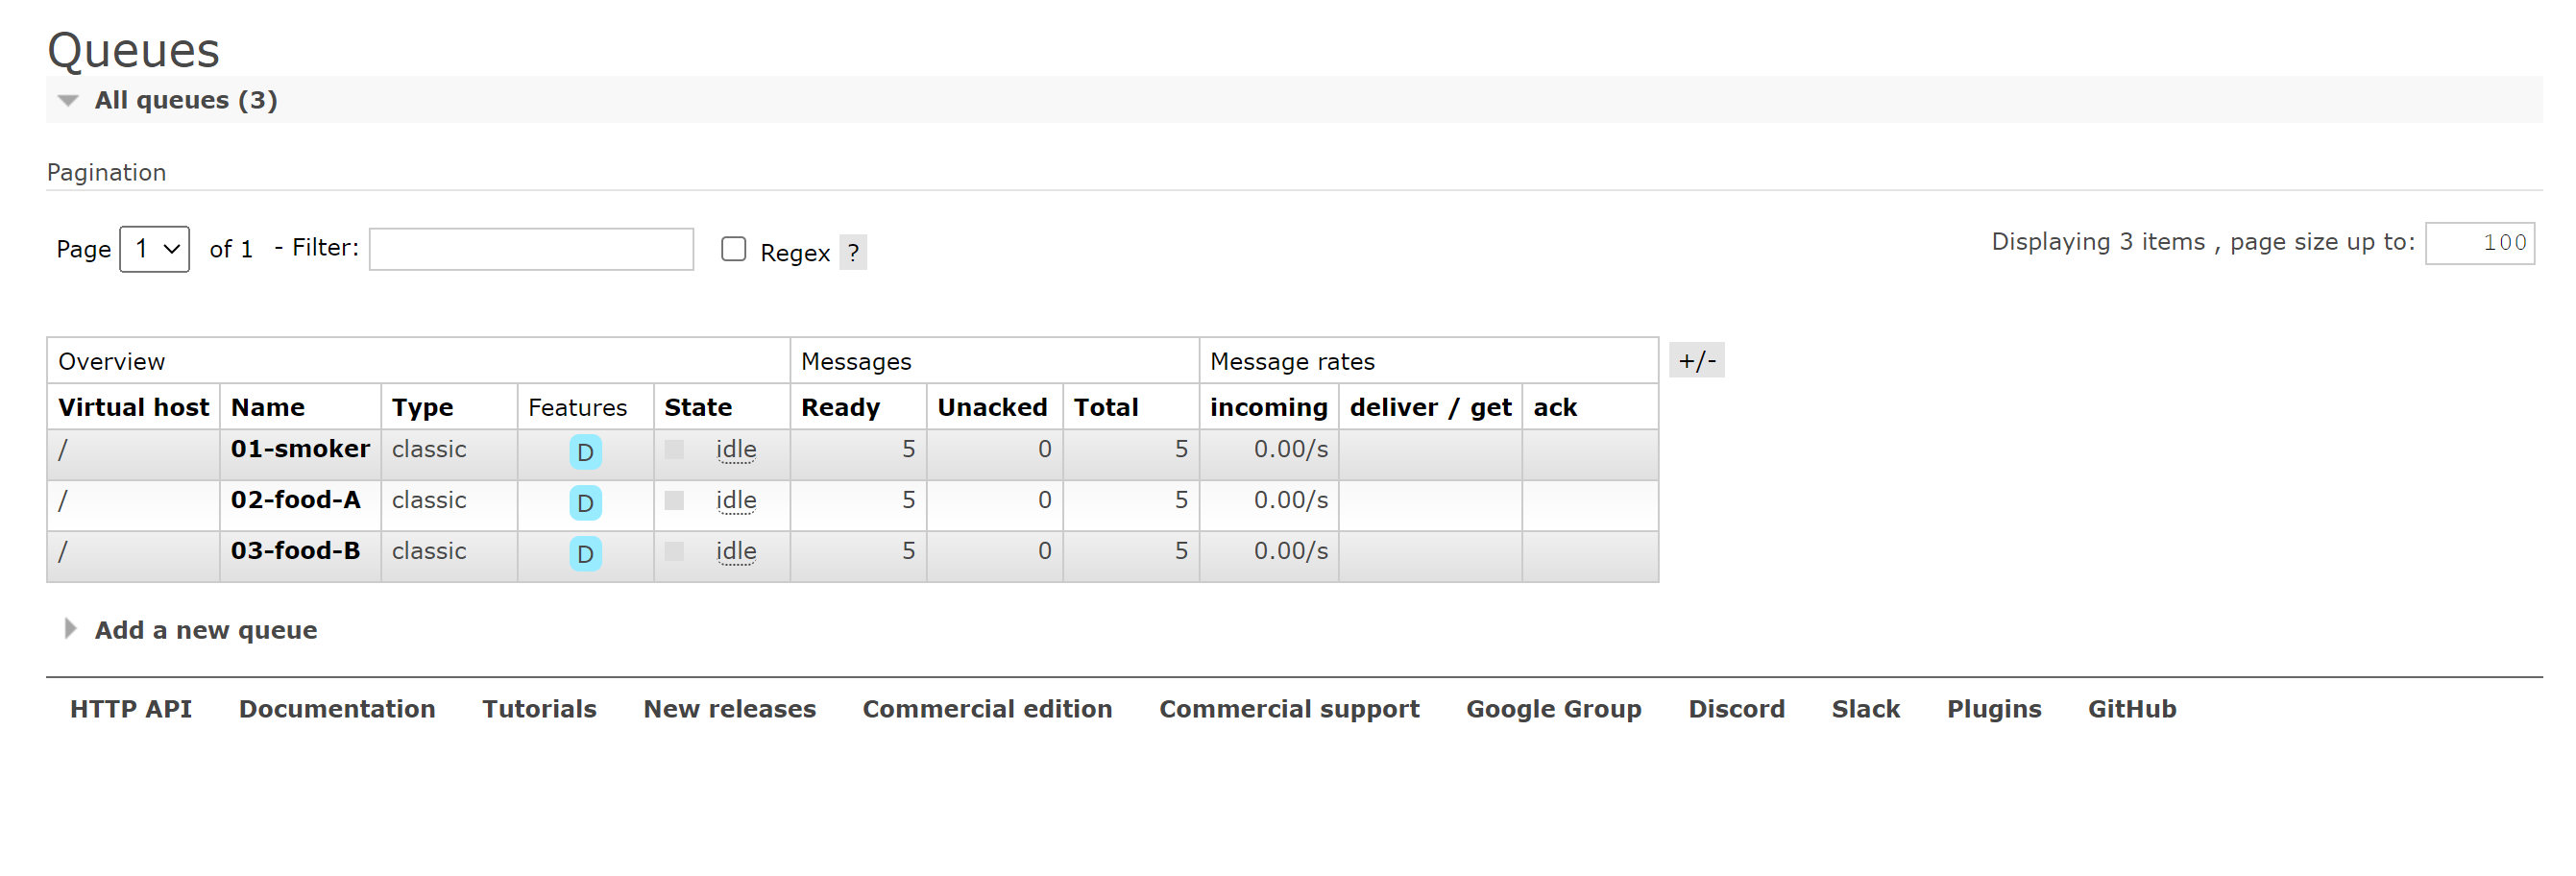 Queues
All queues (3)
Pagination
Page 1 of 1 - Filter: Regex ? Displaying 3 items , page size up to: 100
Overview Messages Message rates +/-
Virtual host Name Type Features State Ready Unacked Total incoming deliver / get ack
/ 01-smoker classic D idle 5 0 5 0.00/s
/ 02-food-A classic D idle 5 0 5 0.00/s
/ 03-food-B classic D idle 5 0 5 0.00/s
Add a new queue
HTTP API Documentation Tutorials New releases Commercial edition Commercial support Google Group Discord Slack Plugins GitHub